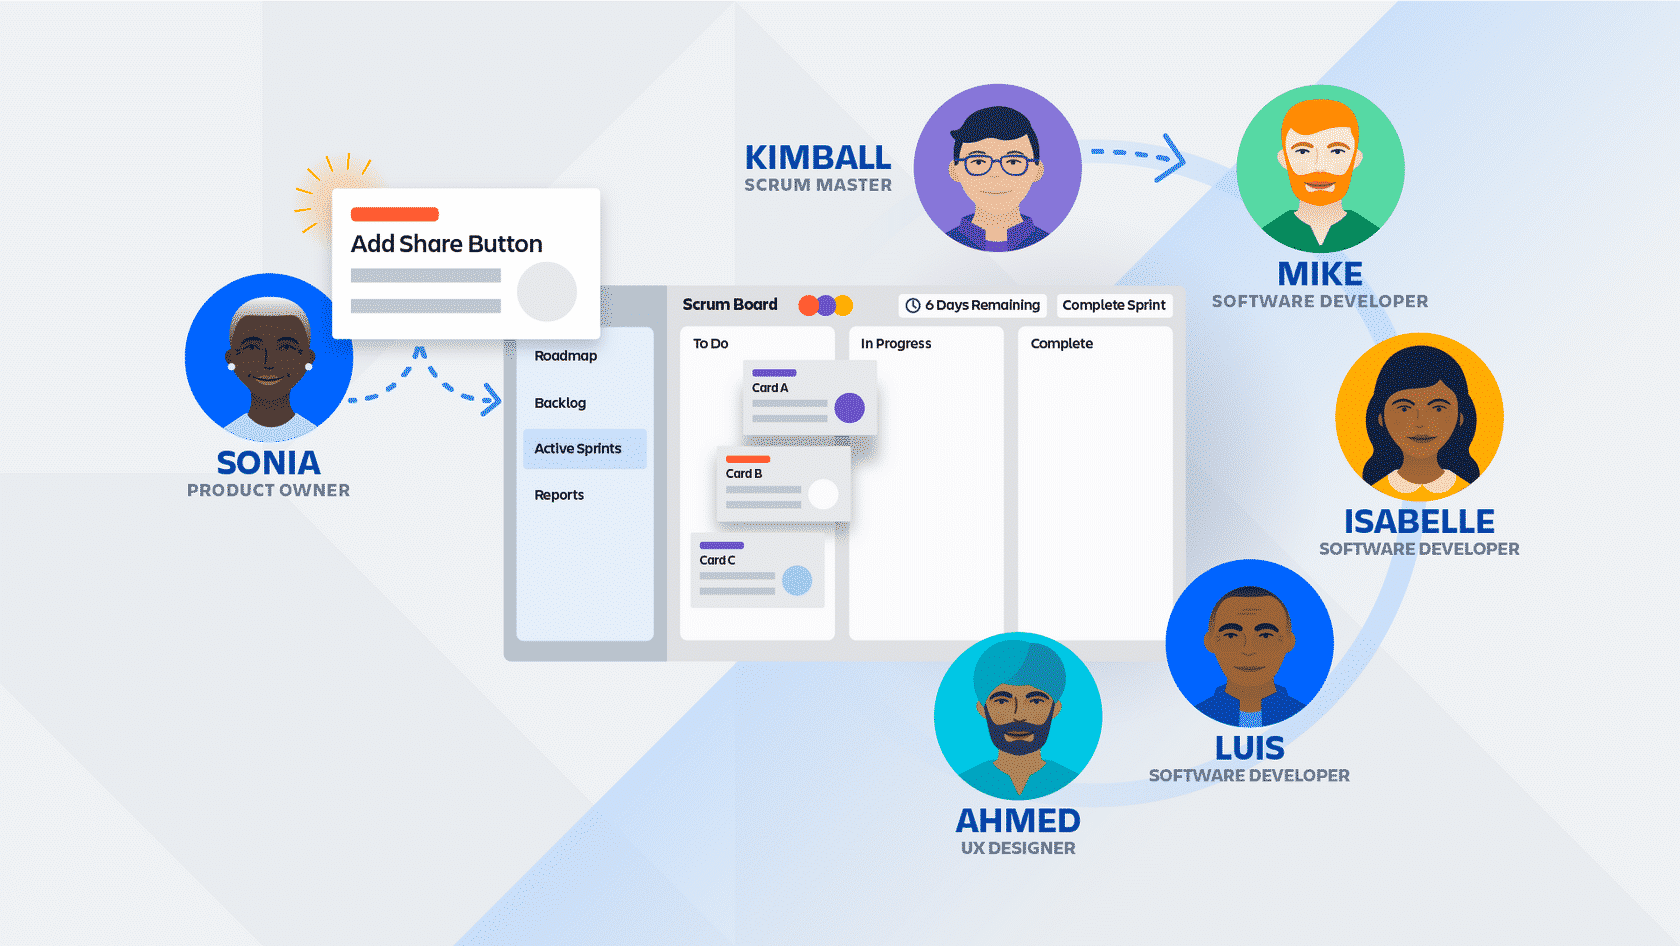 KIMBALL
SCRUM MASTER
MIKE
SOFTWARE DEVELOPER
Add Share Button
SONIA
PRODUCT OWNER
Roadmap
Backlog
Active Sprints
Reports
Scrum Board
6 Days Remaining
Complete Sprint
To Do
In Progress
Complete
Card A
Card B
Card C
ISABELLE
SOFTWARE DEVELOPER
LUIS
SOFTWARE DEVELOPER
AHMED
UX DESIGNER